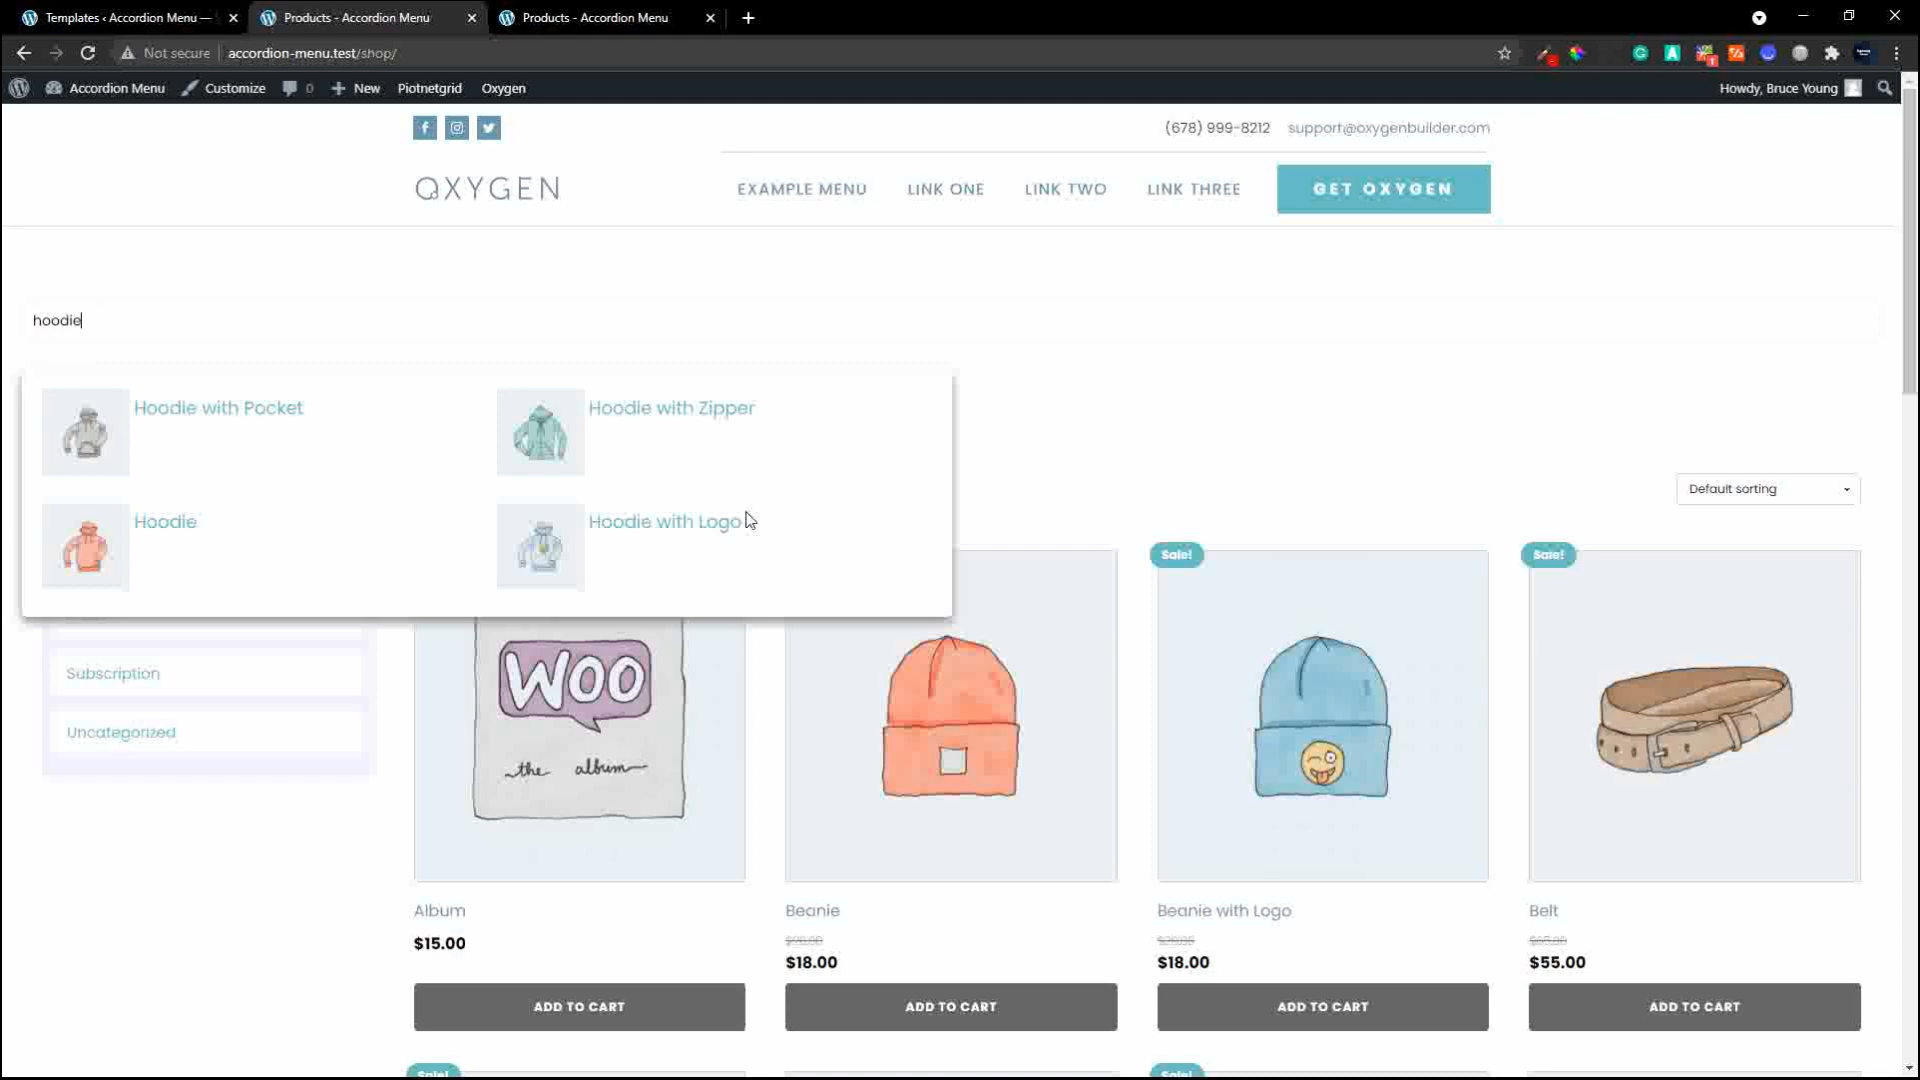 Templates ‹ Accordion Menu —
Products - Accordion Menu
Products - Accordion Menu
Not secure
accordion-menu.test/shop/
Accordion Menu
Customize
0
New
Piotnetgrid
Oxygen
Howdy, Bruce Young
(678) 999-8212
support@oxygenbuilder.com
OXYGEN
EXAMPLE MENU
LINK ONE
LINK TWO
LINK THREE
GET OXYGEN
hoodie
Hoodie with Pocket
Hoodie with Zipper
Hoodie
Hoodie with Logo
Default sorting
Sale!
Sale!
Subscription
Uncategorized
WOO
the album
Album
Beanie
Beanie with Logo
Belt
$15.00
$18.00
$18.00
$55.00
ADD TO CART
ADD TO CART
ADD TO CART
ADD TO CART
Sale!
Sale!